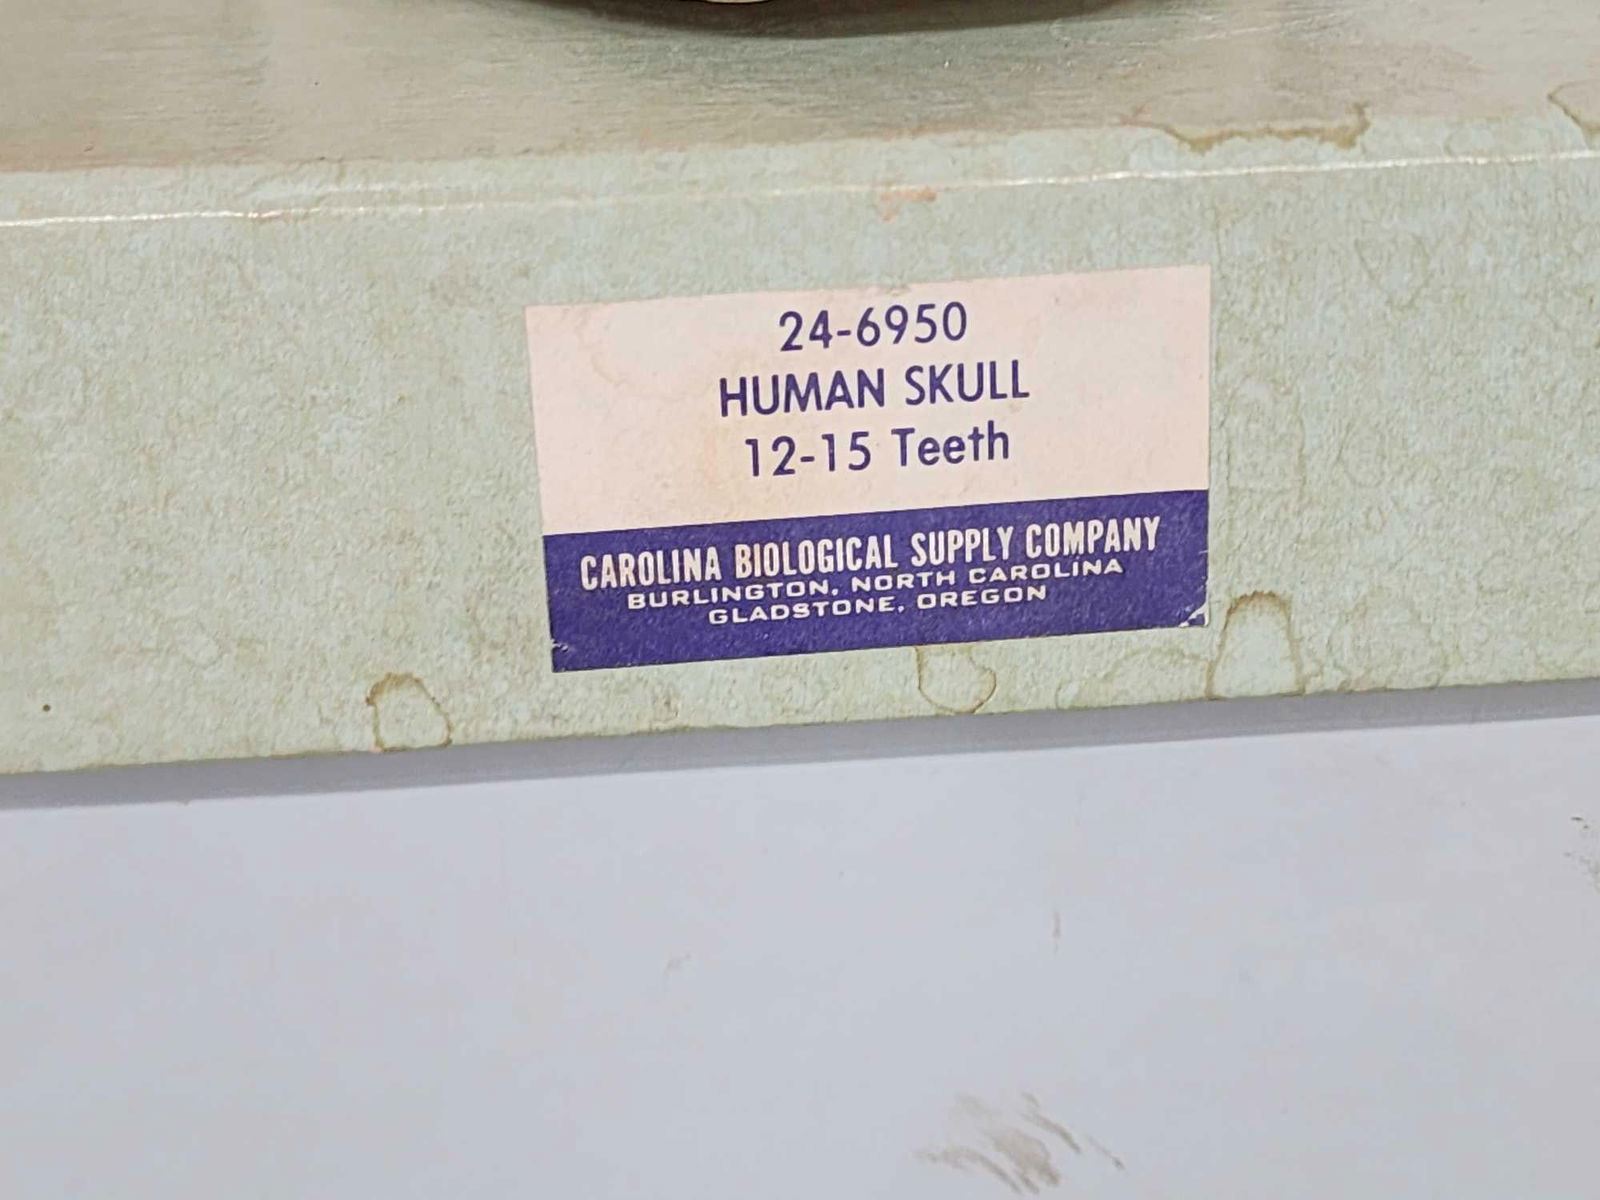 24-6950
HUMAN SKULL
12-15 Teeth
CAROLINA BIOLOGICAL SUPPLY COMPANY
BURLINGTON, NORTH CAROLINA
GLADSTONE, OREGON